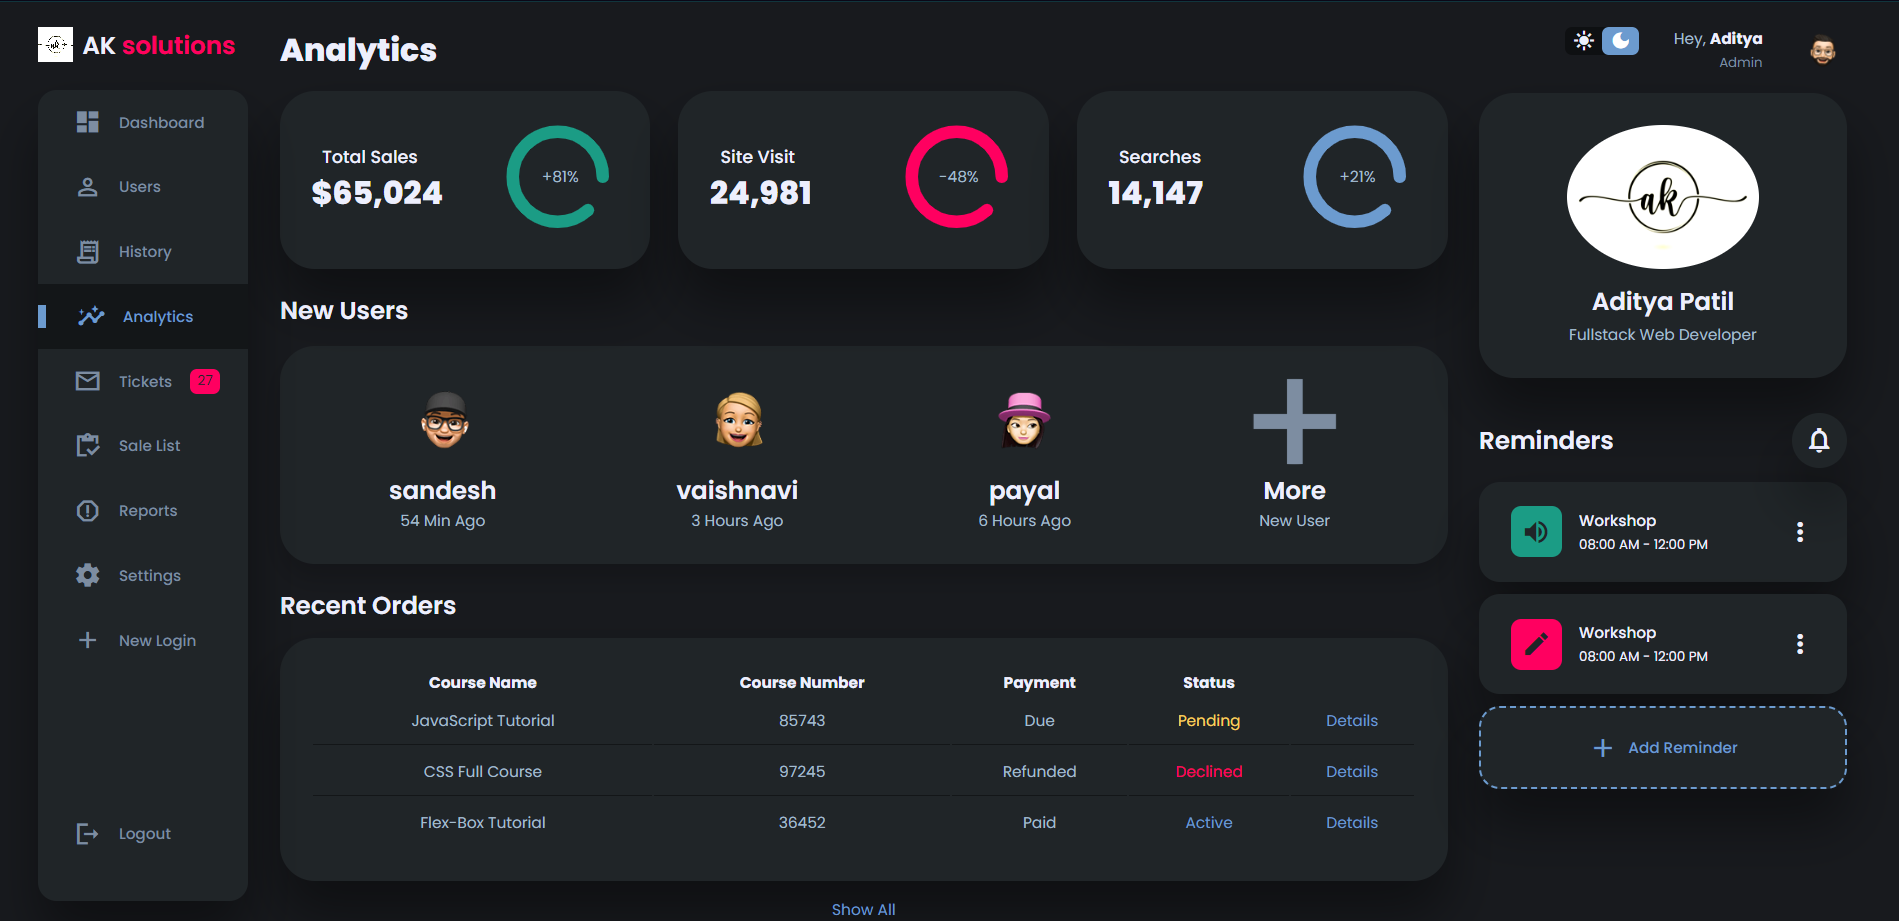 AK solutions
Dashboard
Users
History
Analytics
Tickets 27
Sale List
Reports
Settings
New Login
Logout
Analytics
Total Sales
$65,024
+81%
Site Visit
24,981
-48%
Searches
14,147
+21%
New Users
sandesh
54 Min Ago
vaishnavi
3 Hours Ago
payal
6 Hours Ago
More
New User
Recent Orders
Course Name Course Number Payment Status
JavaScript Tutorial 85743 Due Pending Details
CSS Full Course 97245 Refunded Declined Details
Flex-Box Tutorial 36452 Paid Active Details
Show All
Hey, Aditya
Admin
ak
Aditya Patil
Fullstack Web Developer
Reminders
Workshop
08:00 AM - 12:00 PM
Workshop
08:00 AM - 12:00 PM
Add Reminder